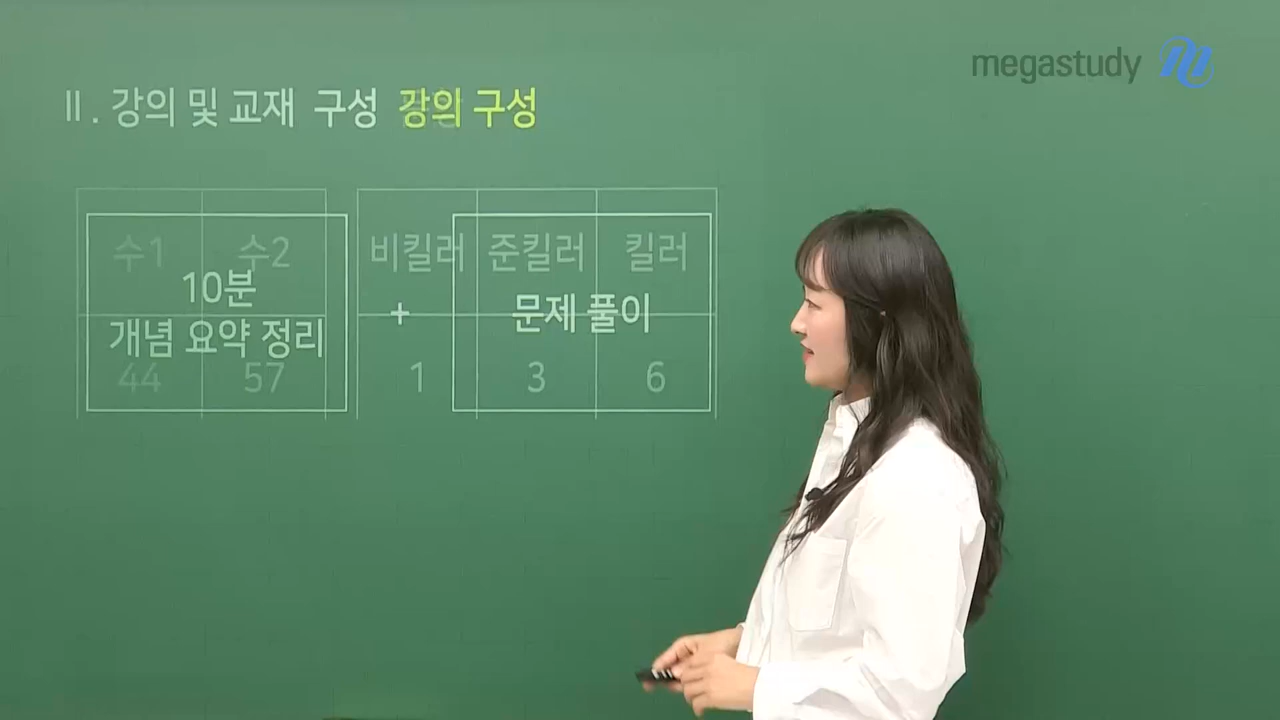 megastudy
Ⅱ. 강의 및 교재 구성 강의 구성
수1 수2 비킬러 준킬러 킬러
10분
+ 문제 풀이
개념 요약 정리
44 57 1 3 6